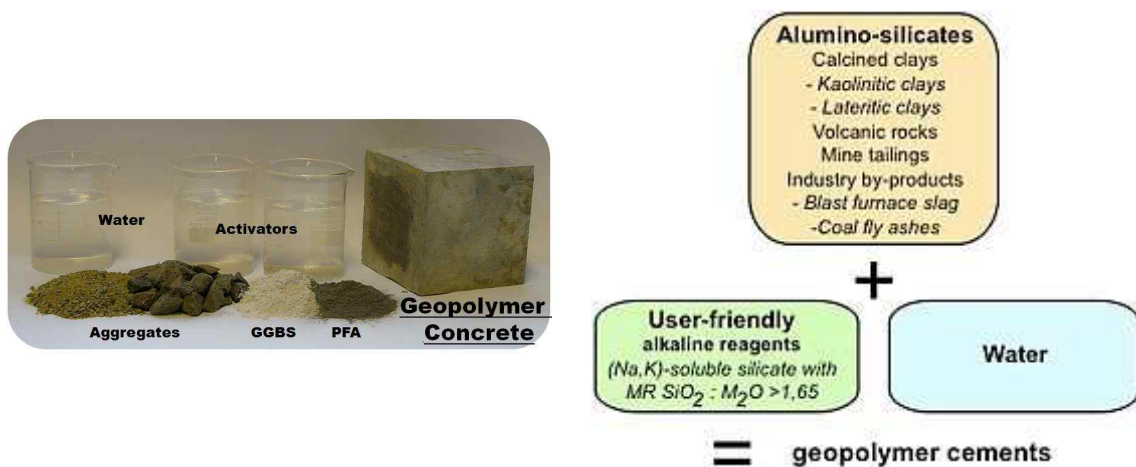 Water
Activators
Aggregates
GGBS
PFA
Geopolymer
Concrete
Alumino-silicates
Calcined clays
- Kaolinitic clays
- Lateritic clays
Volcanic rocks
Mine tailings
Industry by-products
- Blast furnace slag
-Coal fly ashes
+
User-friendly
alkaline reagents
(Na,K)-soluble silicate with
MR SiO2 : M2O >1,65
Water
= geopolymer cements